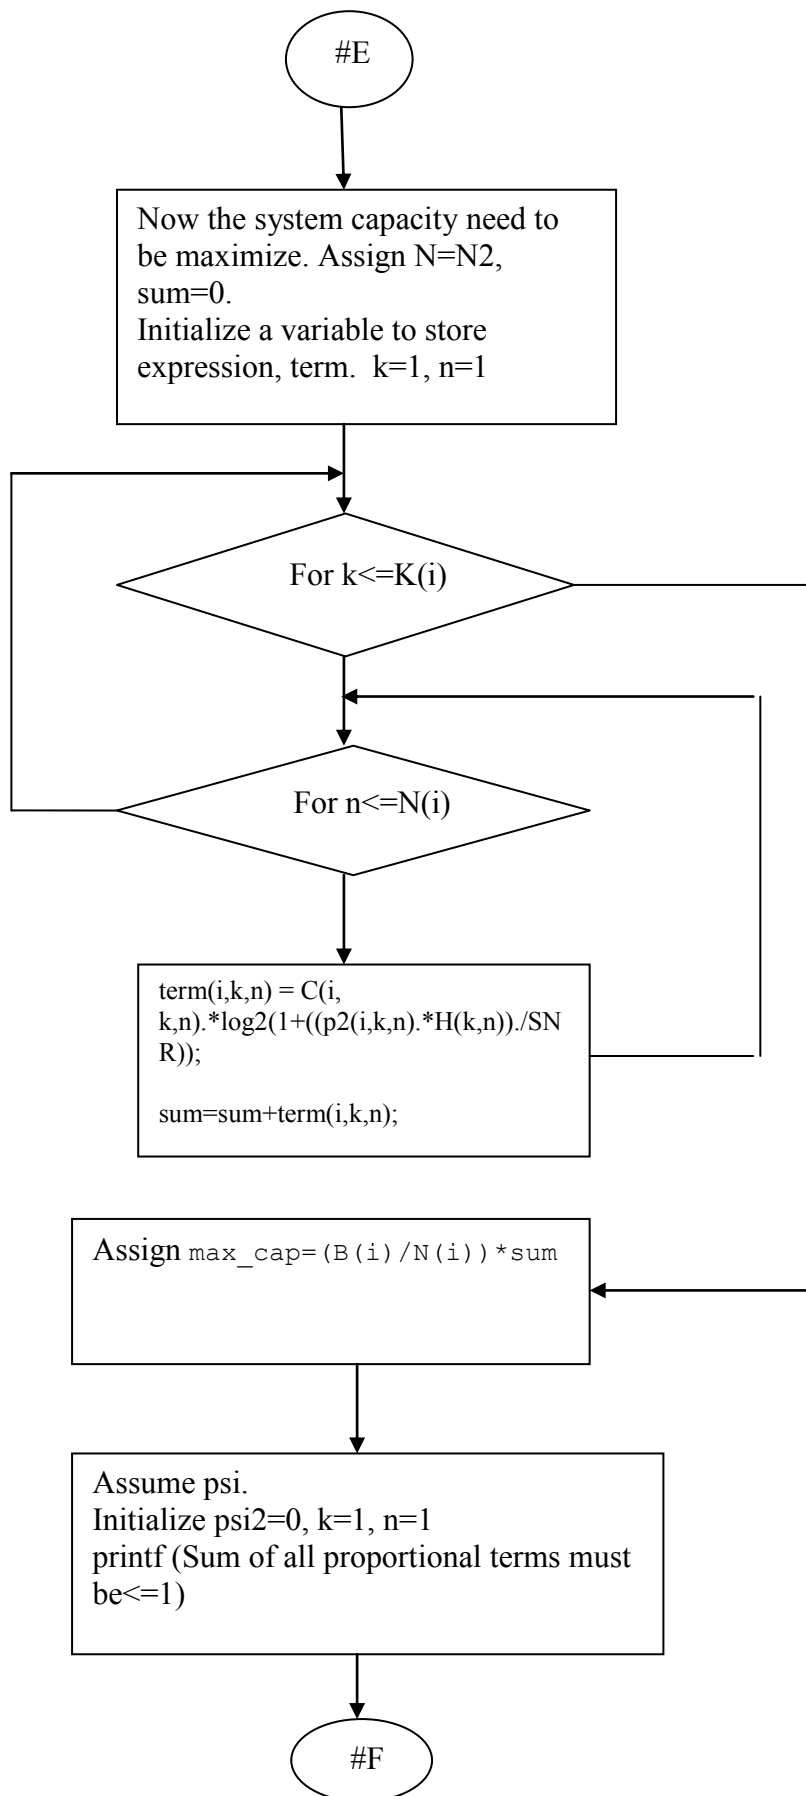 #E
Now the system capacity need to
be maximize. Assign N=N2,
sum=0.
Initialize a variable to store
expression, term.  k=1, n=1
For k<=K(i)
For n<=N(i)
term(i,k,n) = C(i,
k,n).*log2(1+((p2(i,k,n).*H(k,n))./SN
R));
sum=sum+term(i,k,n);
Assign max_cap=(B(i)/N(i))*sum
Assume psi.
Initialize psi2=0, k=1, n=1
printf (Sum of all proportional terms must
be<=1)
#F